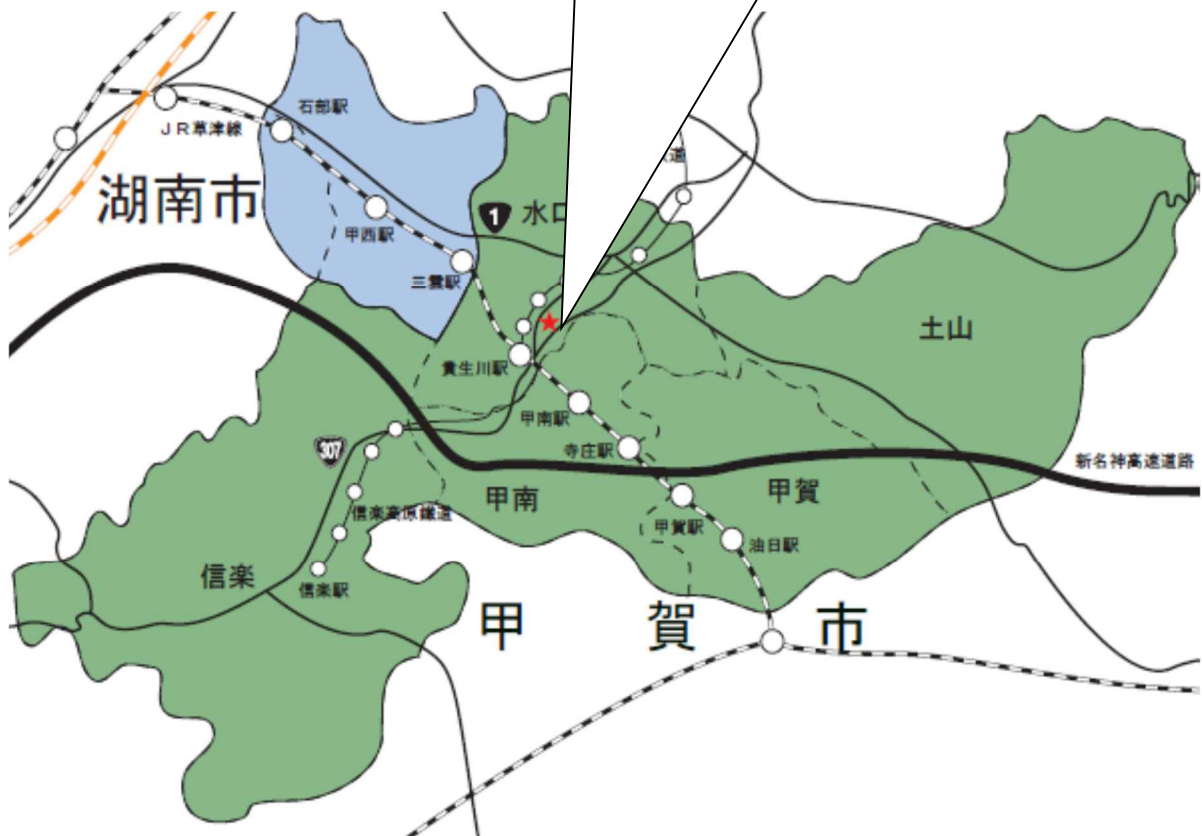 石部駅
JR草津線
道
湖南市
1
水口
甲西駅
三雲駅
土山
貴生川駅
甲南駅
307
寺庄駅
新名神高速道路
甲南
甲賀
信楽高原鐵道
甲賀駅
油日駅
信楽
信楽駅
甲賀市